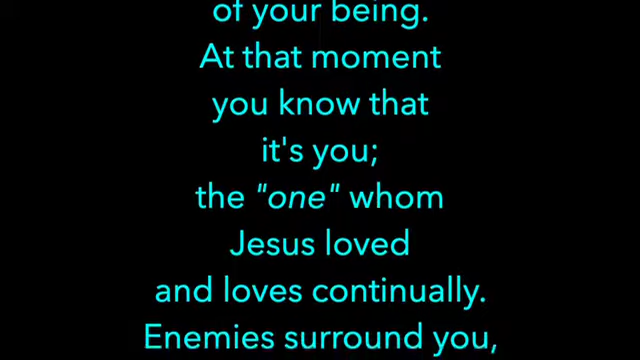 of your being.
At that moment
you know that
it's you;
the "one" whom
Jesus loved
and loves continually.
Enemies surround you,